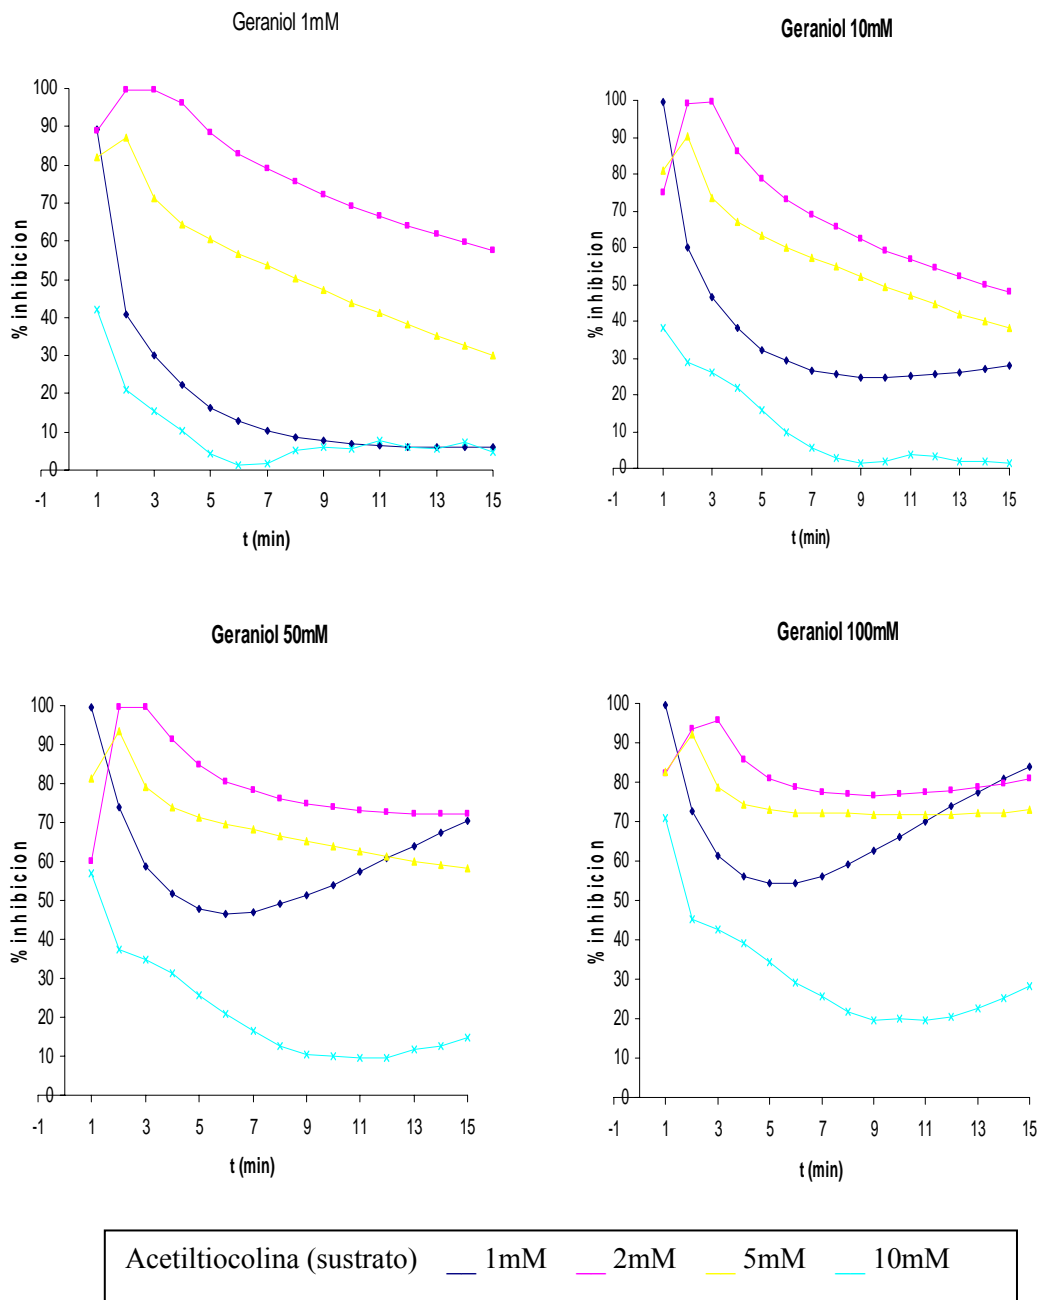 Geraniol 1mM
100
90
80
70
60
50
40
30
20
10
0
% inhibicion
-1 1 3 5 7 9 11 13 15
t (min)
Geraniol 10mM
100
90
80
70
60
50
40
30
20
10
0
% inhibicion
-1 1 3 5 7 9 11 13 15
t (min)
Geraniol 50mM
100
90
80
70
60
50
40
30
20
10
0
% inhibicion
-1 1 3 5 7 9 11 13 15
t (min)
Geraniol 100mM
100
90
80
70
60
50
40
30
20
10
0
% inhibicion
-1 1 3 5 7 9 11 13 15
t (min)
Acetiltiocolina (sustrato) 1mM 2mM 5mM 10mM